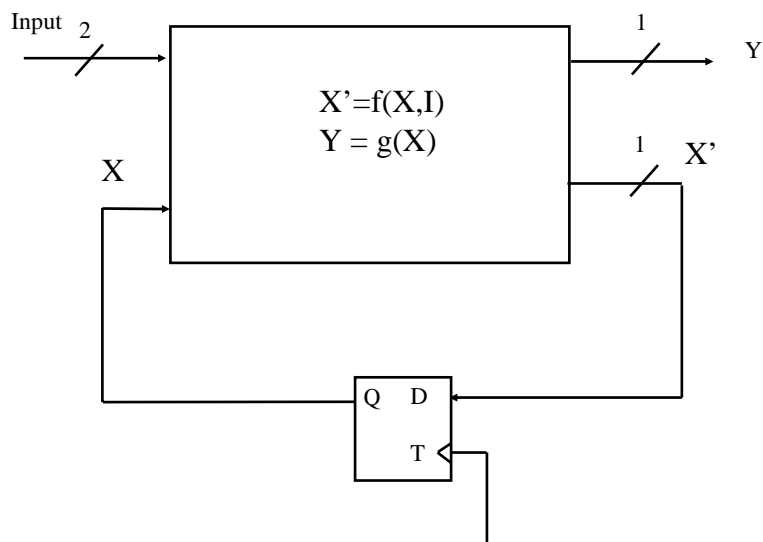 Input
2
1
Y
X’=f(X,I)
Y = g(X)
1
X’
X
Q D
T